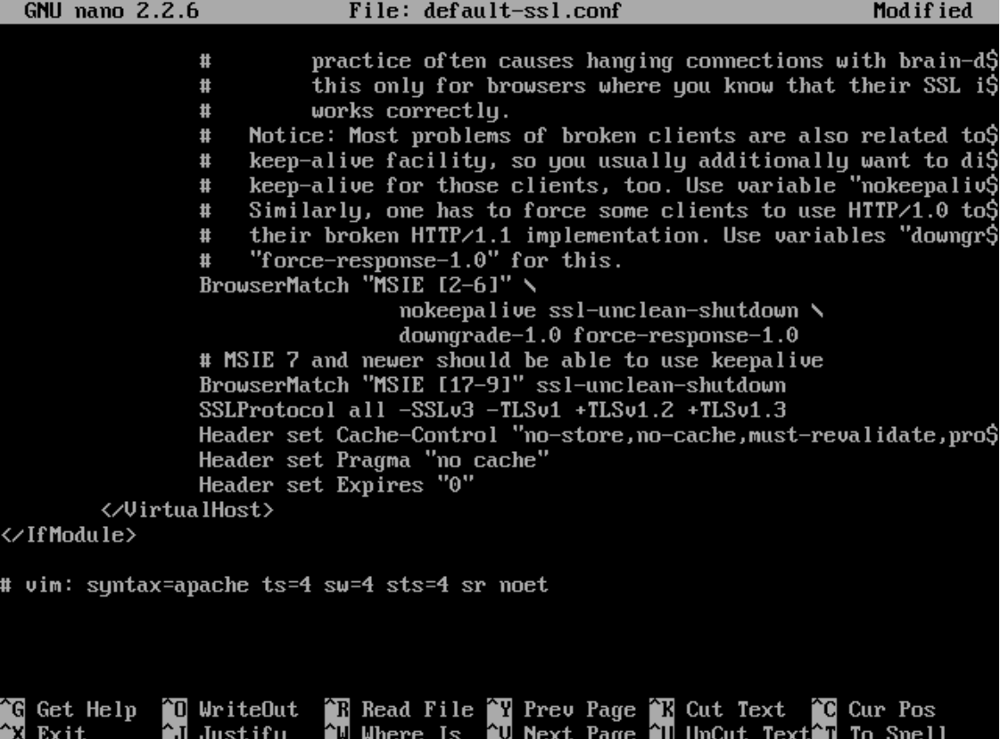 GNU nano 2.2.6 File: default-ssl.conf Modified
# practice often causes hanging connections with brain-d$
# this only for browsers where you know that their SSL i$
# works correctly.
# Notice: Most problems of broken clients are also related to$
# keep-alive facility, so you usually additionally want to di$
# keep-alive for those clients, too. Use variable "nokeepaliv$
# Similarly, one has to force some clients to use HTTP/1.0 to$
# their broken HTTP/1.1 implementation. Use variables "downgr$
# "force-response-1.0" for this.
BrowserMatch "MSIE [2-6]" \
nokeepalive ssl-unclean-shutdown \
downgrade-1.0 force-response-1.0
# MSIE 7 and newer should be able to use keepalive
BrowserMatch "MSIE [17-9]" ssl-unclean-shutdown
SSLProtocol all -SSLv3 -TLSv1 +TLSv1.2 +TLSv1.3
Header set Cache-Control "no-store,no-cache,must-revalidate,pro$
Header set Pragma "no cache"
Header set Expires "0"
</VirtualHost>
</IfModule>
# vim: syntax=apache ts=4 sw=4 sts=4 sr noet
^G Get Help ^O WriteOut ^R Read File ^Y Prev Page ^K Cut Text ^C Cur Pos
^X Exit ^J Justify ^W Where Is ^V Next Page ^U UnCut Text ^T To Spell